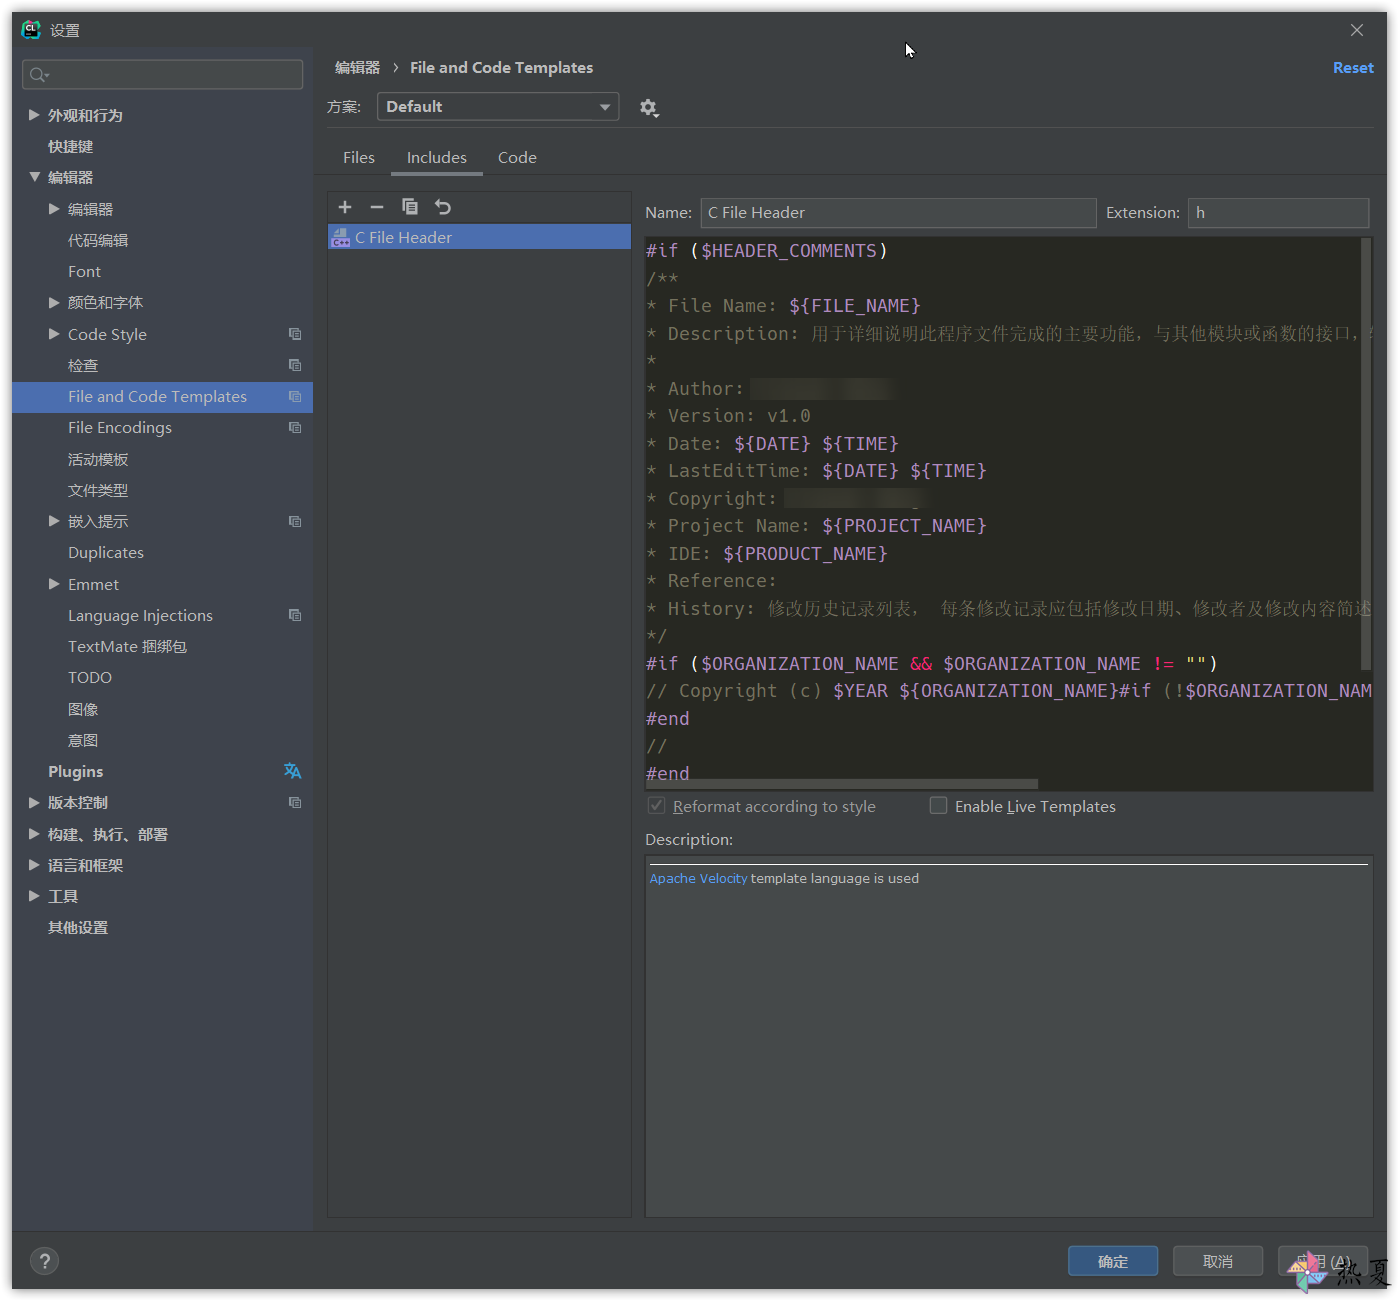 设置
编辑器 › File and Code Templates
Reset
方案:
Default
外观和行为
快捷键
编辑器
编辑器
代码编辑
Font
颜色和字体
Code Style
检查
File and Code Templates
File Encodings
活动模板
文件类型
嵌入提示
Duplicates
Emmet
Language Injections
TextMate 捆绑包
TODO
图像
意图
Plugins
版本控制
构建、执行、部署
语言和框架
工具
其他设置
Files
Includes
Code
C File Header
Name:
C File Header
Extension:
h
#if ($HEADER_COMMENTS)
/**
* File Name: ${FILE_NAME}
* Description: 用于详细说明此程序文件完成的主要功能，与其他模块或函数的接口，
*
* Author:
* Version: v1.0
* Date: ${DATE} ${TIME}
* LastEditTime: ${DATE} ${TIME}
* Copyright:
* Project Name: ${PROJECT_NAME}
* IDE: ${PRODUCT_NAME}
* Reference:
* History: 修改历史记录列表， 每条修改记录应包括修改日期、修改者及修改内容简述
*/
#if ($ORGANIZATION_NAME && $ORGANIZATION_NAME != "")
// Copyright (c) $YEAR ${ORGANIZATION_NAME}#if (!$ORGANIZATION_NAM
#end
//
#end
Reformat according to style
Enable Live Templates
Description:
Apache Velocity template language is used
?
确定
取消
应用 (A)
热夏